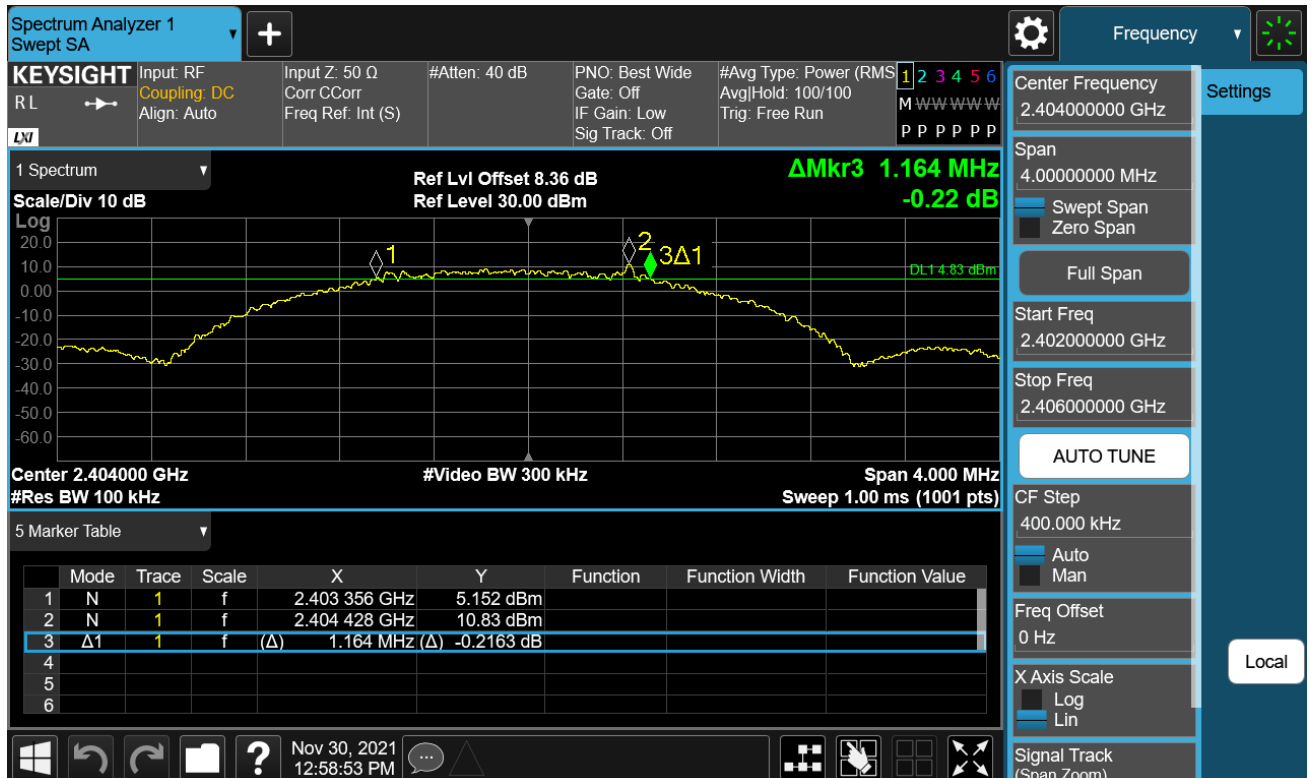 Spectrum Analyzer 1
Swept SA
Frequency
KEYSIGHT
R L
LXI
Input: RF
Coupling: DC
Align: Auto
Input Z: 50 Ω
Corr CCorr
Freq Ref: Int (S)
#Atten: 40 dB
PNO: Best Wide
Gate: Off
IF Gain: Low
Sig Track: Off
#Avg Type: Power (RMS
Avg|Hold: 100/100
Trig: Free Run
1 2 3 4 5 6
M W W W W W
P P P P P P
1 Spectrum
Scale/Div 10 dB
Ref Lvl Offset 8.36 dB
Ref Level 30.00 dBm
ΔMkr3 1.164 MHz
-0.22 dB
Log
20.0
10.0
0.00
-10.0
-20.0
-30.0
-40.0
-50.0
-60.0
1
2
3Δ1
DL1 4.83 dBm
Center 2.404000 GHz
#Res BW 100 kHz
#Video BW 300 kHz
Span 4.000 MHz
Sweep 1.00 ms (1001 pts)
5 Marker Table
Mode Trace Scale X Y Function Function Width Function Value
1 N 1 f 2.403 356 GHz 5.152 dBm
2 N 1 f 2.404 428 GHz 10.83 dBm
3 Δ1 1 f (Δ) 1.164 MHz (Δ) -0.2163 dB
4
5
6
?
Nov 30, 2021
12:58:53 PM
Center Frequency
2.404000000 GHz
Span
4.00000000 MHz
Swept Span
Zero Span
Full Span
Start Freq
2.402000000 GHz
Stop Freq
2.406000000 GHz
AUTO TUNE
CF Step
400.000 kHz
Auto
Man
Freq Offset
0 Hz
X Axis Scale
Log
Lin
Signal Track
(Span Zoom)
Settings
Local